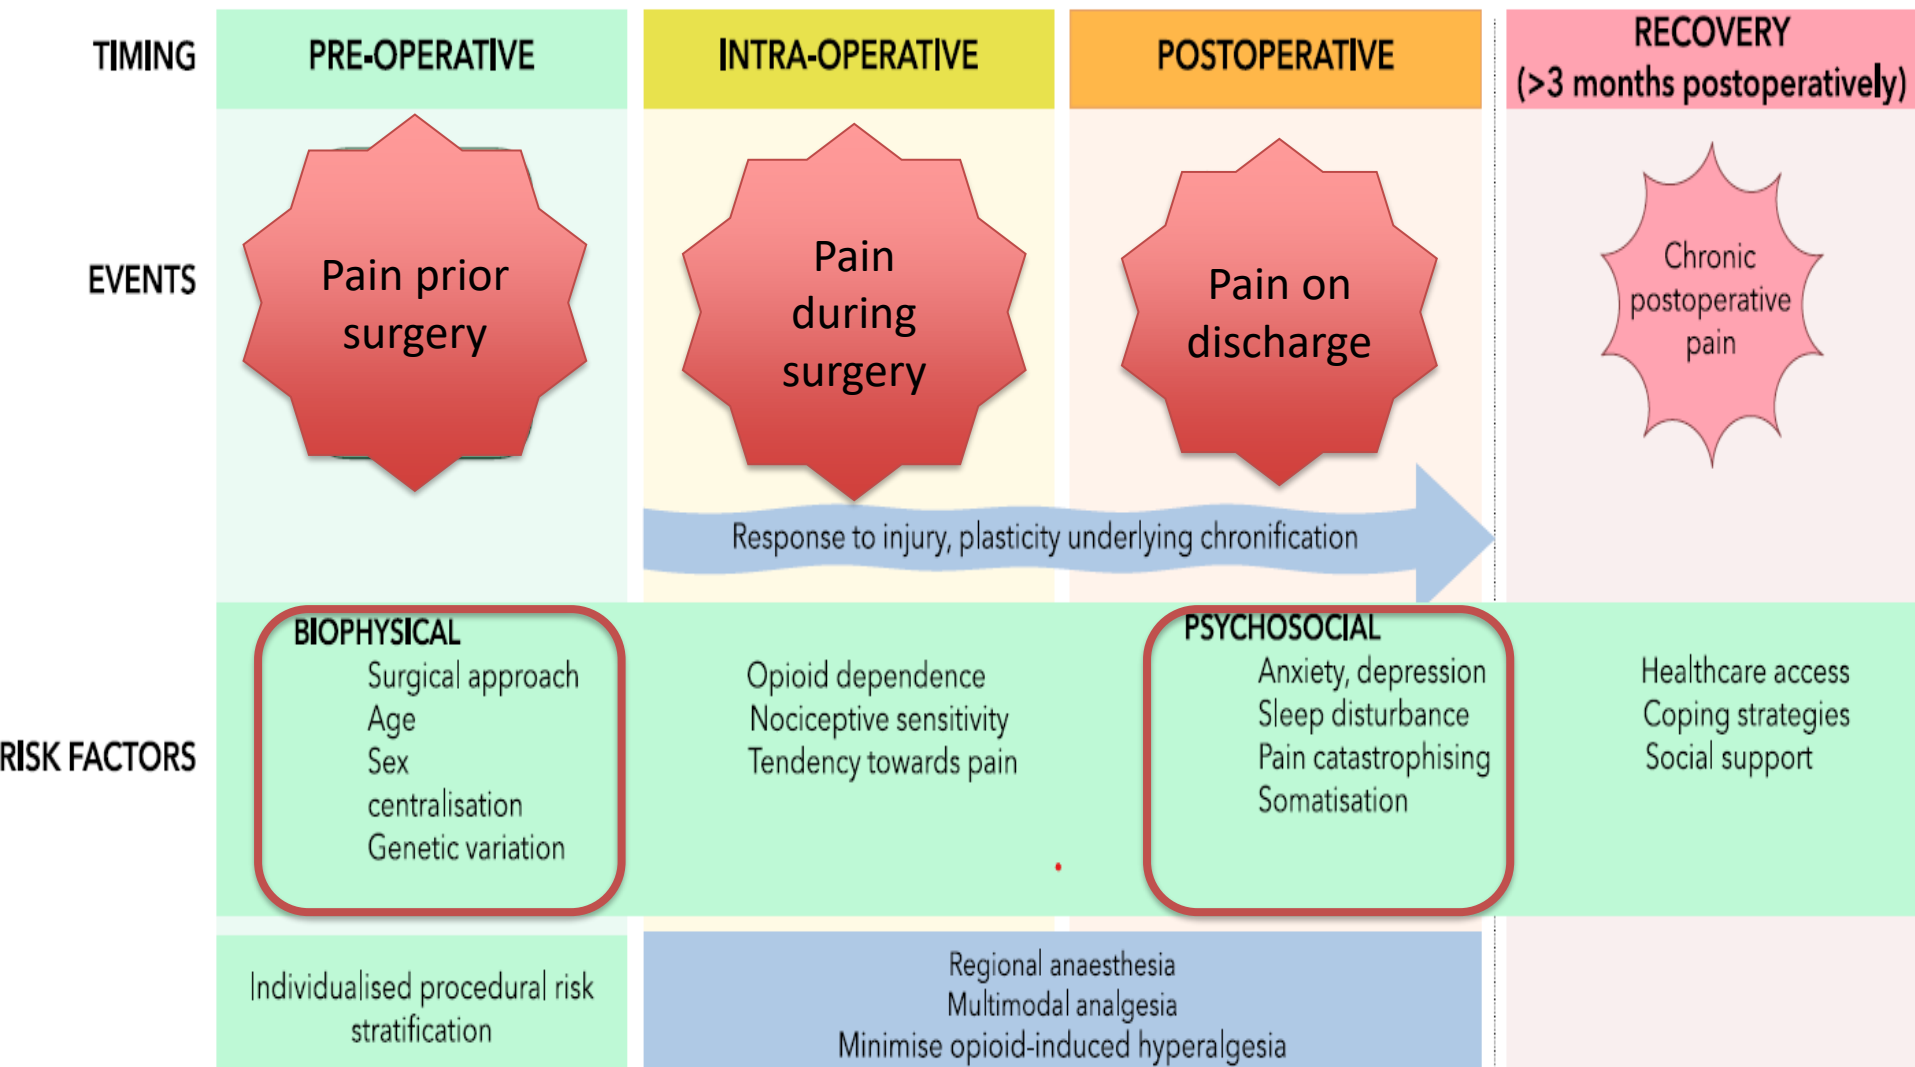 TIMING
PRE-OPERATIVE
INTRA-OPERATIVE
POSTOPERATIVE
RECOVERY
(>3 months postoperatively)
EVENTS
Pain prior
surgery
Pain
during
surgery
Pain on
discharge
Chronic
postoperative
pain
Response to injury, plasticity underlying chronification
RISK FACTORS
BIOPHYSICAL
Surgical approach
Age
Sex
centralisation
Genetic variation
Opioid dependence
Nociceptive sensitivity
Tendency towards pain
PSYCHOSOCIAL
Anxiety, depression
Sleep disturbance
Pain catastrophising
Somatisation
Healthcare access
Coping strategies
Social support
Individualised procedural risk
stratification
Regional anaesthesia
Multimodal analgesia
Minimise opioid-induced hyperalgesia